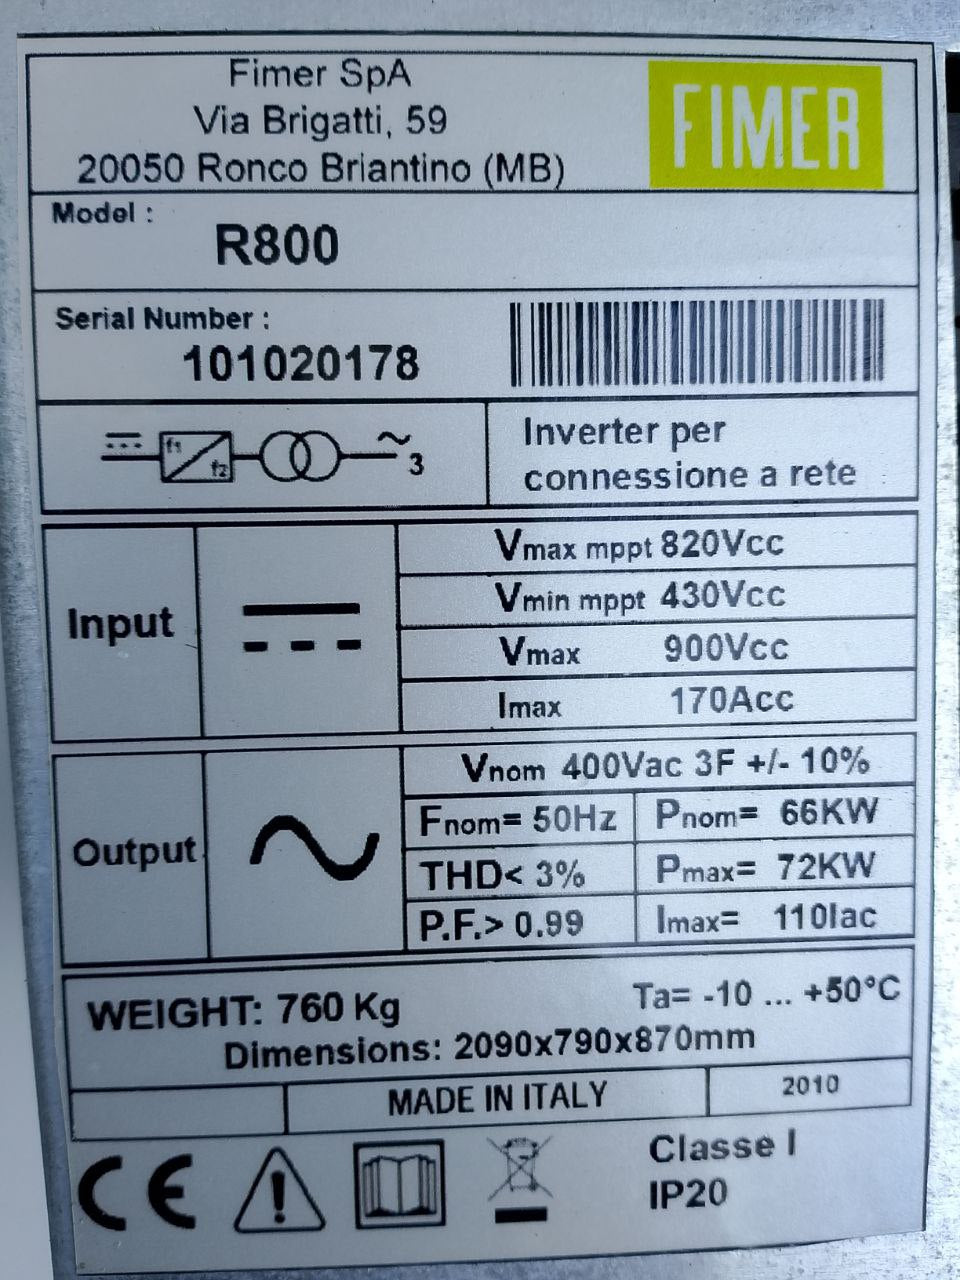 Fimer SpA
Via Brigatti, 59
20050 Ronco Briantino (MB)
FIMER
Model :
R800
Serial Number :
101020178
f1
f2
~
3
Inverter per
connessione a rete
Input
Vmax mppt 820Vcc
Vmin mppt 430Vcc
Vmax 900Vcc
Imax 170Acc
Output
Vnom 400Vac 3F +/- 10%
Fnom= 50Hz Pnom= 66KW
THD< 3% Pmax= 72KW
P.F.> 0.99 Imax= 110Iac
WEIGHT: 760 Kg Ta= -10 ... +50°C
Dimensions: 2090x790x870mm
MADE IN ITALY 2010
CE
Classe I
IP20